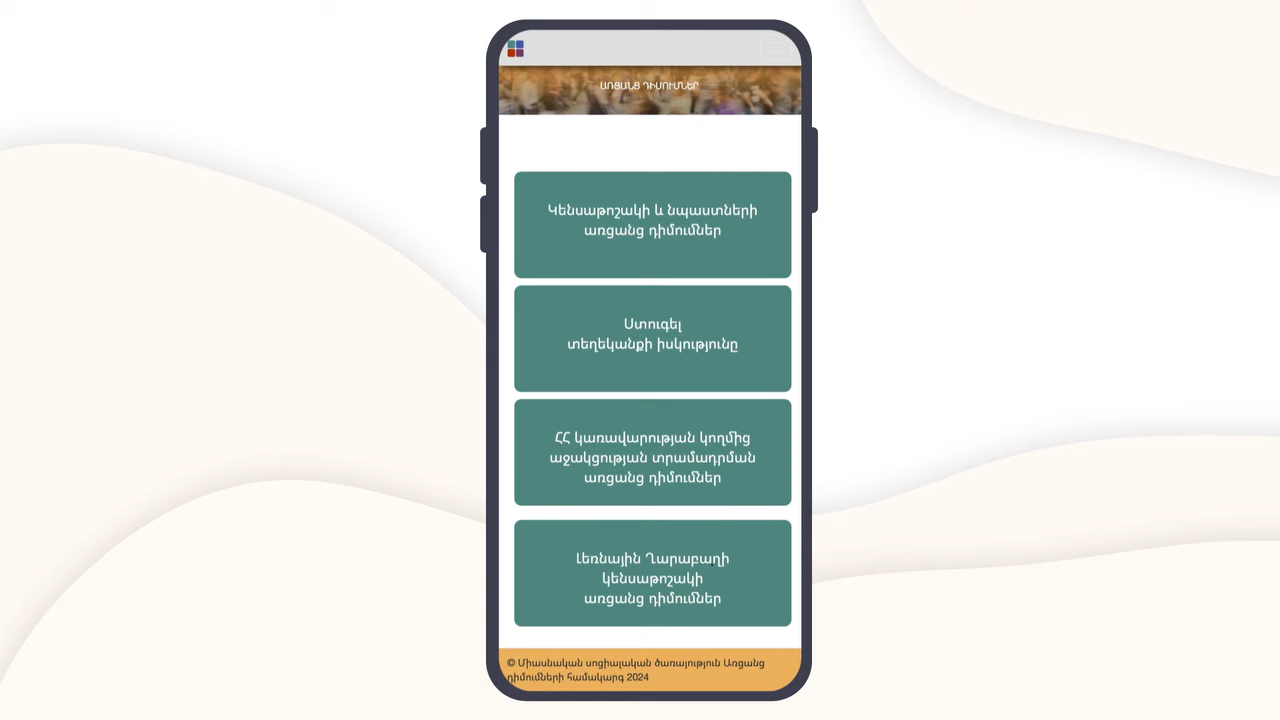 ԱՌՑԱՆՑ ԴԻՄՈՒՄՆԵՐ
Կենսաթոշակի և նպաստների
առցանց դիմումներ
Ստուգել
տեղեկանքի իսկությունը
ՀՀ կառավարության կողմից
աջակցության տրամադրման
առցանց դիմումներ
Լեռնային Ղարաբաղի
կենսաթոշակի
առցանց դիմումներ
© Միասնական սոցիալական ծառայություն Առցանց
դիմումների համակարգ 2024